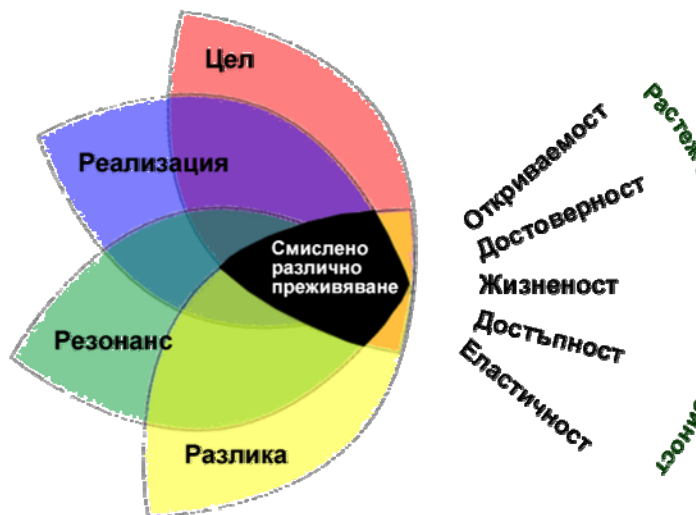 Цел
Реализация
Смислено
различно
преживяване
Резонанс
Разлика
Откриваемост
Достоверност
Жизненост
Достъпност
Еластичност